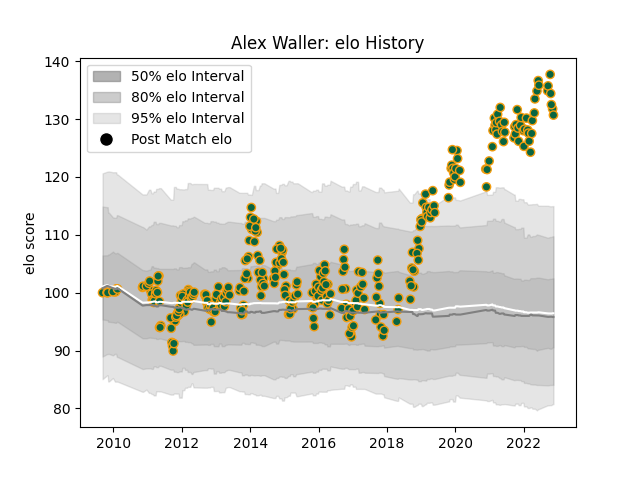 Alex Waller: elo History
50% elo Interval
80% elo Interval
95% elo Interval
Post Match elo
elo score
140
130
120
110
100
90
80
2010 2012 2014 2016 2018 2020 2022